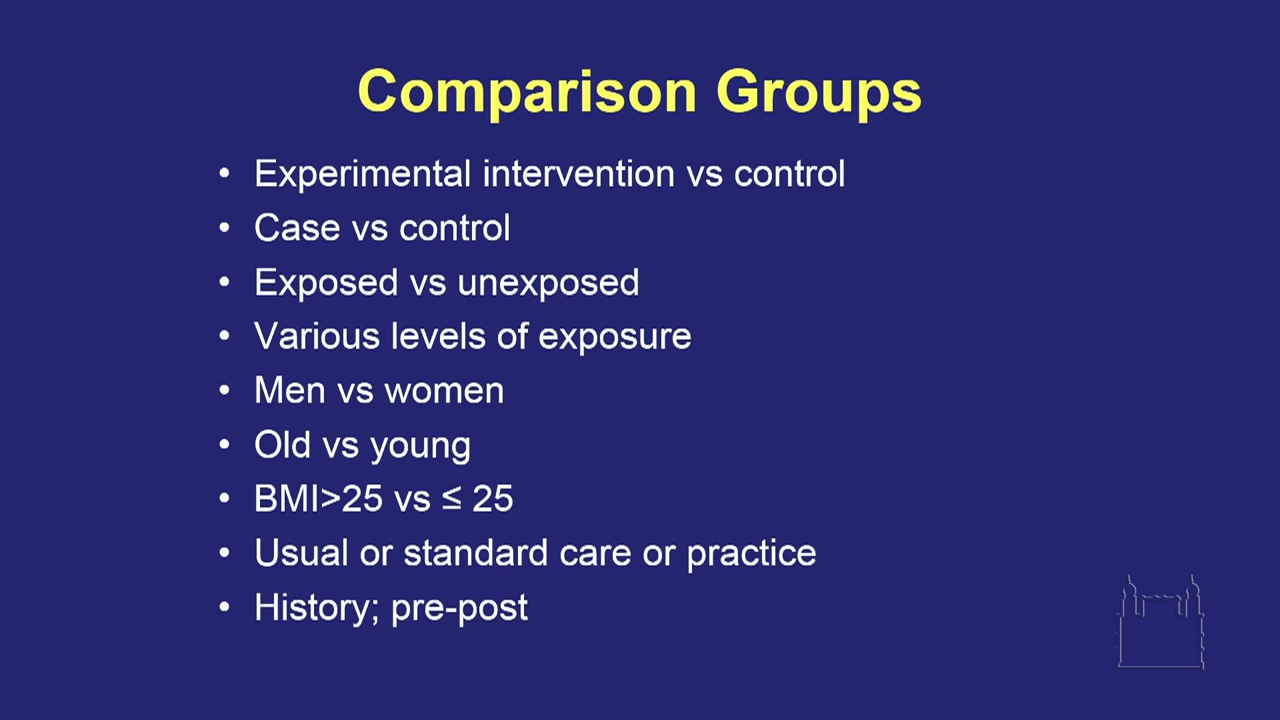 Comparison Groups
• Experimental intervention vs control
• Case vs control
• Exposed vs unexposed
• Various levels of exposure
• Men vs women
• Old vs young
• BMI>25 vs ≤ 25
• Usual or standard care or practice
• History; pre-post